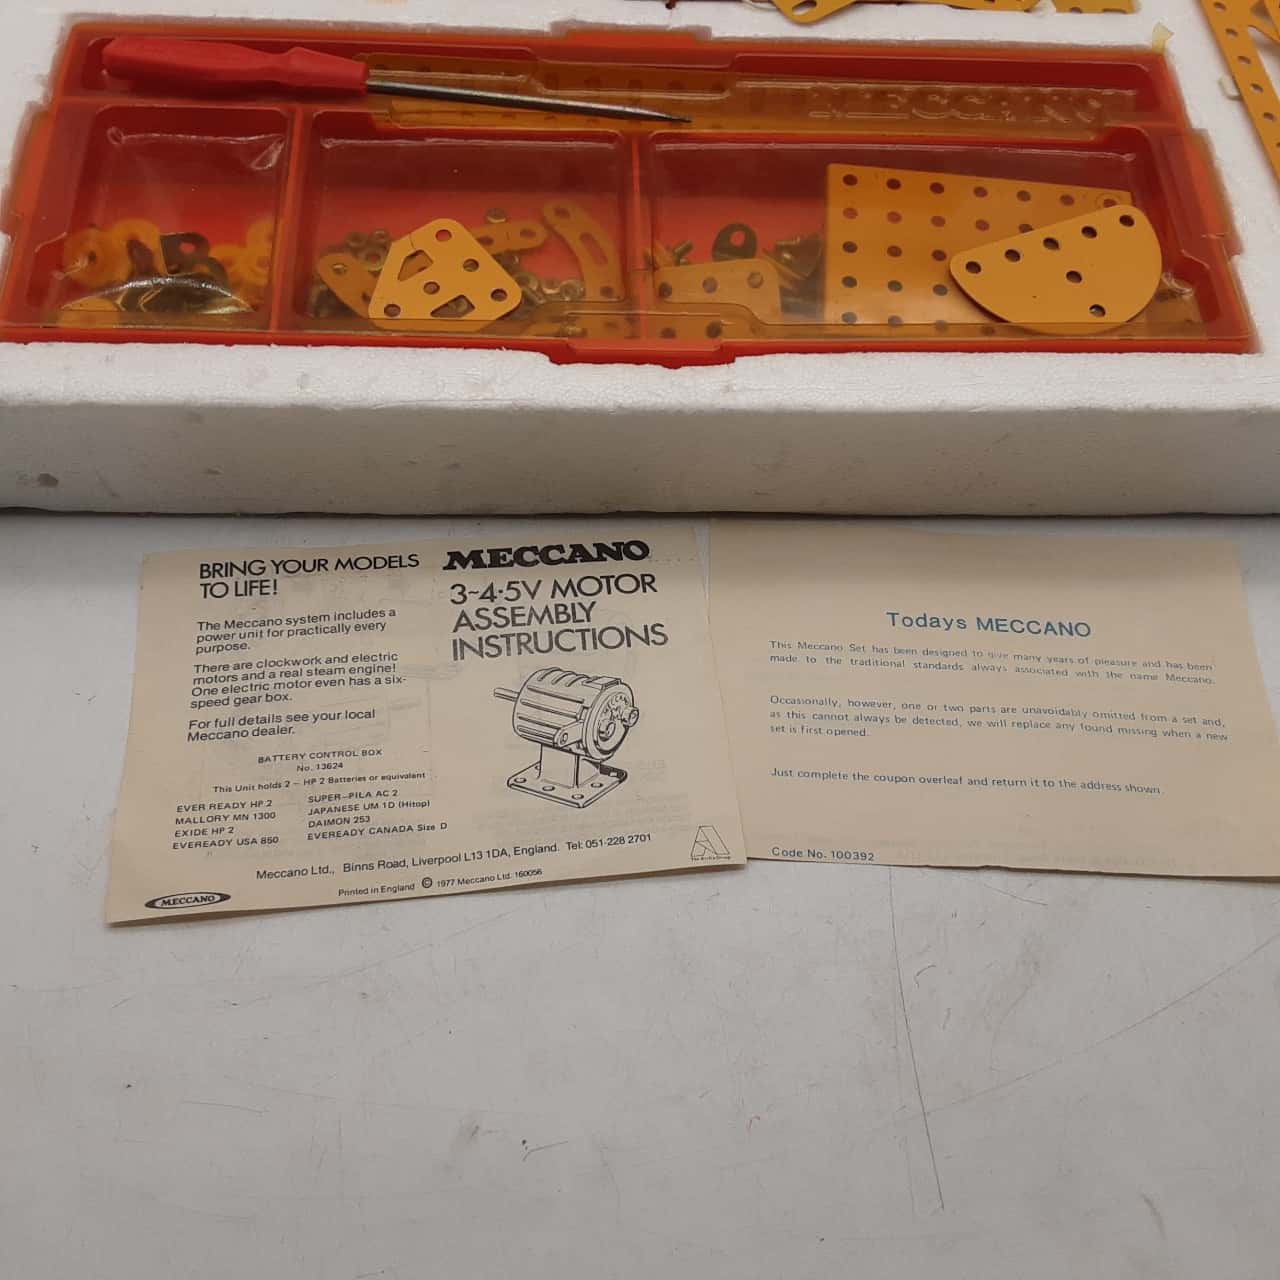 MECCANO
BRING YOUR MODELS
TO LIFE!
The Meccano system includes a
power unit for practically every
purpose.
There are clockwork and electric
motors and a real steam engine!
One electric motor even has a six-
speed gear box.
For full details see your local
Meccano dealer.
BATTERY CONTROL BOX
No. 13624
This Unit holds 2 – HP 2 Batteries or equivalent
EVER READY HP 2
MALLORY MN 1300
EXIDE HP 2
EVEREADY USA 850
SUPER–PILA AC 2
JAPANESE UM 1D (Hitop)
DAIMON 253
EVEREADY CANADA Size D
MECCANO
3~4·5V MOTOR
ASSEMBLY
INSTRUCTIONS
MECCANO
Meccano Ltd., Binns Road, Liverpool L13 1DA, England. Tel: 051-228 2701
Printed in England © 1977 Meccano Ltd. 160056
MECCANO
Todays MECCANO
This Meccano Set has been designed to give many years of pleasure and has been
made to the traditional standards always associated with the name Meccano.
Occasionally, however, one or two parts are unavoidably omitted from a set and,
as this cannot always be detected, we will replace any found missing when a new
set is first opened.
Just complete the coupon overleaf and return it to the address shown.
Code No. 100392